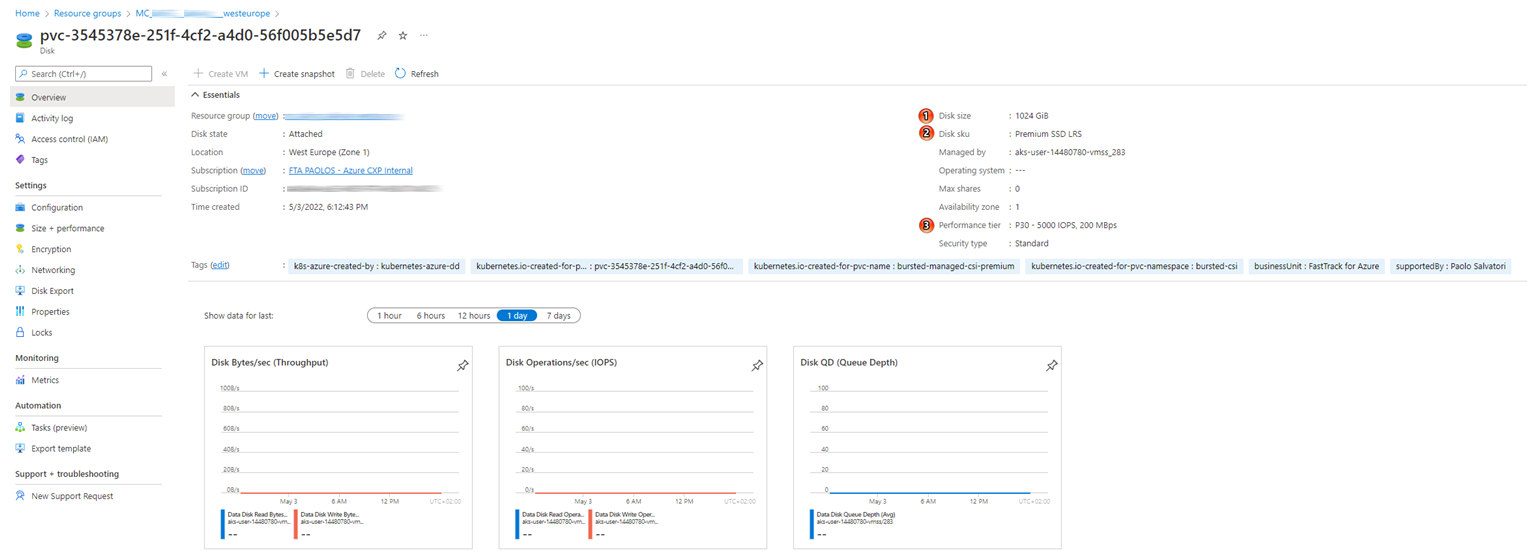 Home > Resource groups > MC_ westeurope >
pvc-3545378e-251f-4cf2-a4d0-56f005b5e5d7
Disk
Search (Ctrl+/)
«
Create VM
Create snapshot
Delete
Refresh
Overview
Activity log
Access control (IAM)
Tags
Settings
Configuration
Size + performance
Encryption
Networking
Disk Export
Properties
Locks
Monitoring
Metrics
Automation
Tasks (preview)
Export template
Support + troubleshooting
New Support Request
Essentials
Resource group (move) :
Disk state : Attached
Location : West Europe (Zone 1)
Subscription (move) : FTA PAOLOS - Azure CXP Internal
Subscription ID :
Time created : 5/3/2022, 6:12:43 PM
1 Disk size : 1024 GiB
2 Disk sku : Premium SSD LRS
Managed by : aks-user-14480780-vmss_283
Operating system : ---
Max shares : 0
Availability zone : 1
3 Performance tier : P30 - 5000 IOPS, 200 MBps
Security type : Standard
Tags (edit) : k8s-azure-created-by : kubernetes-azure-dd kubernetes.io-created-for-p... : pvc-3545378e-251f-4cf2-a4d0-56f0... kubernetes.io-created-for-pvc-name : bursted-managed-csi-premium kubernetes.io-created-for-pvc-namespace : bursted-csi businessUnit : FastTrack for Azure supportedBy : Paolo Salvatori
Show data for last: 1 hour 6 hours 12 hours 1 day 7 days
Disk Bytes/sec (Throughput)
100B/s
80B/s
60B/s
40B/s
20B/s
0B/s
May 3 6 AM 12 PM UTC+02:00
Data Disk Read Bytes... Data Disk Write Byte...
aks-user-14480780-vm... aks-user-14480780-vm...
-- --
Disk Operations/sec (IOPS)
100/s
80/s
60/s
40/s
20/s
0/s
May 3 6 AM 12 PM UTC+02:00
Data Disk Read Opera... Data Disk Write Oper...
aks-user-14480780-vm... aks-user-14480780-vm...
-- --
Disk QD (Queue Depth)
100
80
60
40
20
0
May 3 6 AM 12 PM UTC+02:00
Data Disk Queue Depth (Avg)
aks-user-14480780-vmss/283
--